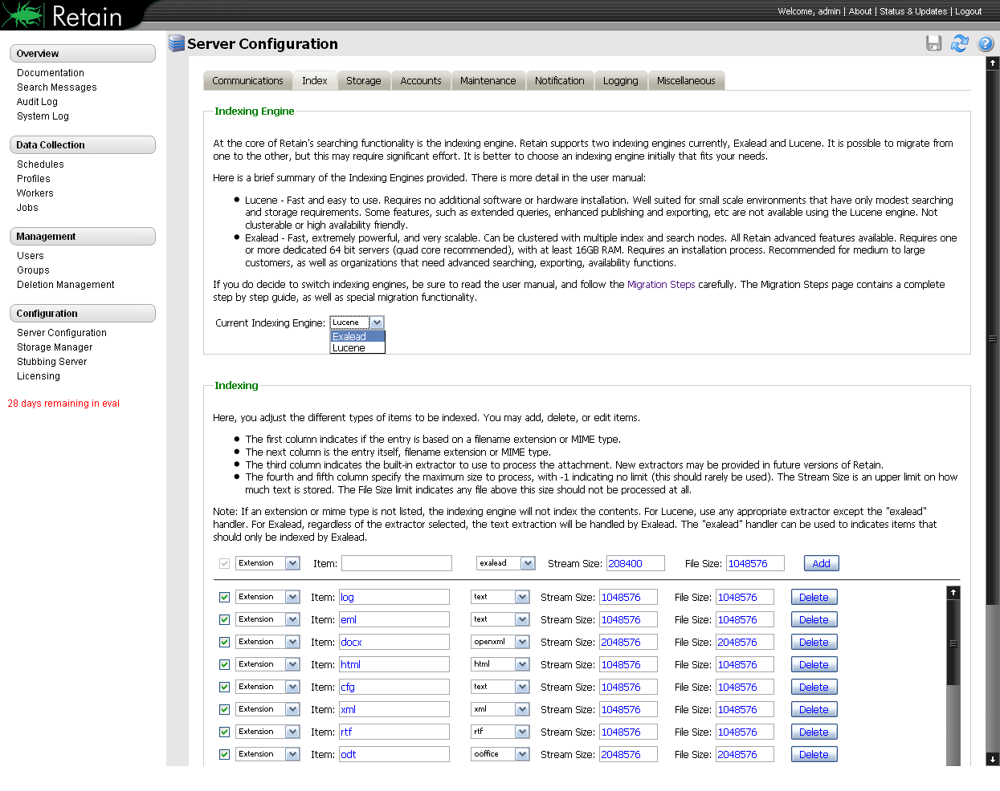 Retain
Welcome, admin | About | Status & Updates | Logout
Overview
Documentation
Search Messages
Audit Log
System Log
Data Collection
Schedules
Profiles
Workers
Jobs
Management
Users
Groups
Deletion Management
Configuration
Server Configuration
Storage Manager
Stubbing Server
Licensing
28 days remaining in eval
Server Configuration
Communications Index Storage Accounts Maintenance Notification Logging Miscellaneous
Indexing Engine
At the core of Retain's searching functionality is the indexing engine. Retain supports two indexing engines currently, Exalead and Lucene. It is possible to migrate from
one to the other, but this may require significant effort. It is better to choose an indexing engine initially that fits your needs.
Here is a brief summary of the Indexing Engines provided. There is more detail in the user manual:
● Lucene - Fast and easy to use. Requires no additional software or hardware installation. Well suited for small scale environments that have only modest searching
and storage requirements. Some features, such as extended queries, enhanced publishing and exporting, etc are not available using the Lucene engine. Not
clusterable or high availability friendly.
● Exalead - Fast, extremely powerful, and very scalable. Can be clustered with multiple index and search nodes. All Retain advanced features available. Requires one
or more dedicated 64 bit servers (quad core recommended), with at least 16GB RAM. Requires an installation process. Recommended for medium to large
customers, as well as organizations that need advanced searching, exporting, availability functions.
If you do decide to switch indexing engines, be sure to read the user manual, and follow the Migration Steps carefully. The Migration Steps page contains a complete
step by step guide, as well as special migration functionality.
Current Indexing Engine: Lucene
Exalead
Lucene
Indexing
Here, you adjust the different types of items to be indexed. You may add, delete, or edit items.
● The first column indicates if the entry is based on a filename extension or MIME type.
● The next column is the entry itself, filename extension or MIME type.
● The third column indicates the built-in extractor to use to process the attachment. New extractors may be provided in future versions of Retain.
● The fourth and fifth column specify the maximum size to process, with -1 indicating no limit (this should rarely be used). The Stream Size is an upper limit on how
much text is stored. The File Size limit indicates any file above this size should not be processed at all.
Note: If an extension or mime type is not listed, the indexing engine will not index the contents. For Lucene, use any appropriate extractor except the "exalead"
handler. For Exalead, regardless of the extractor selected, the text extraction will be handled by Exalead. The "exalead" handler can be used to indicates items that
should only be indexed by Exalead.
Extension Item: exalead Stream Size: 208400 File Size: 1048576 Add
Extension Item: log text Stream Size: 1048576 File Size: 1048576 Delete
Extension Item: eml text Stream Size: 1048576 File Size: 1048576 Delete
Extension Item: docx openxml Stream Size: 2048576 File Size: 2048576 Delete
Extension Item: html html Stream Size: 1048576 File Size: 1048576 Delete
Extension Item: cfg text Stream Size: 1048576 File Size: 1048576 Delete
Extension Item: xml xml Stream Size: 1048576 File Size: 1048576 Delete
Extension Item: rtf rtf Stream Size: 1048576 File Size: 1048576 Delete
Extension Item: odt ooffice Stream Size: 2048576 File Size: 2048576 Delete